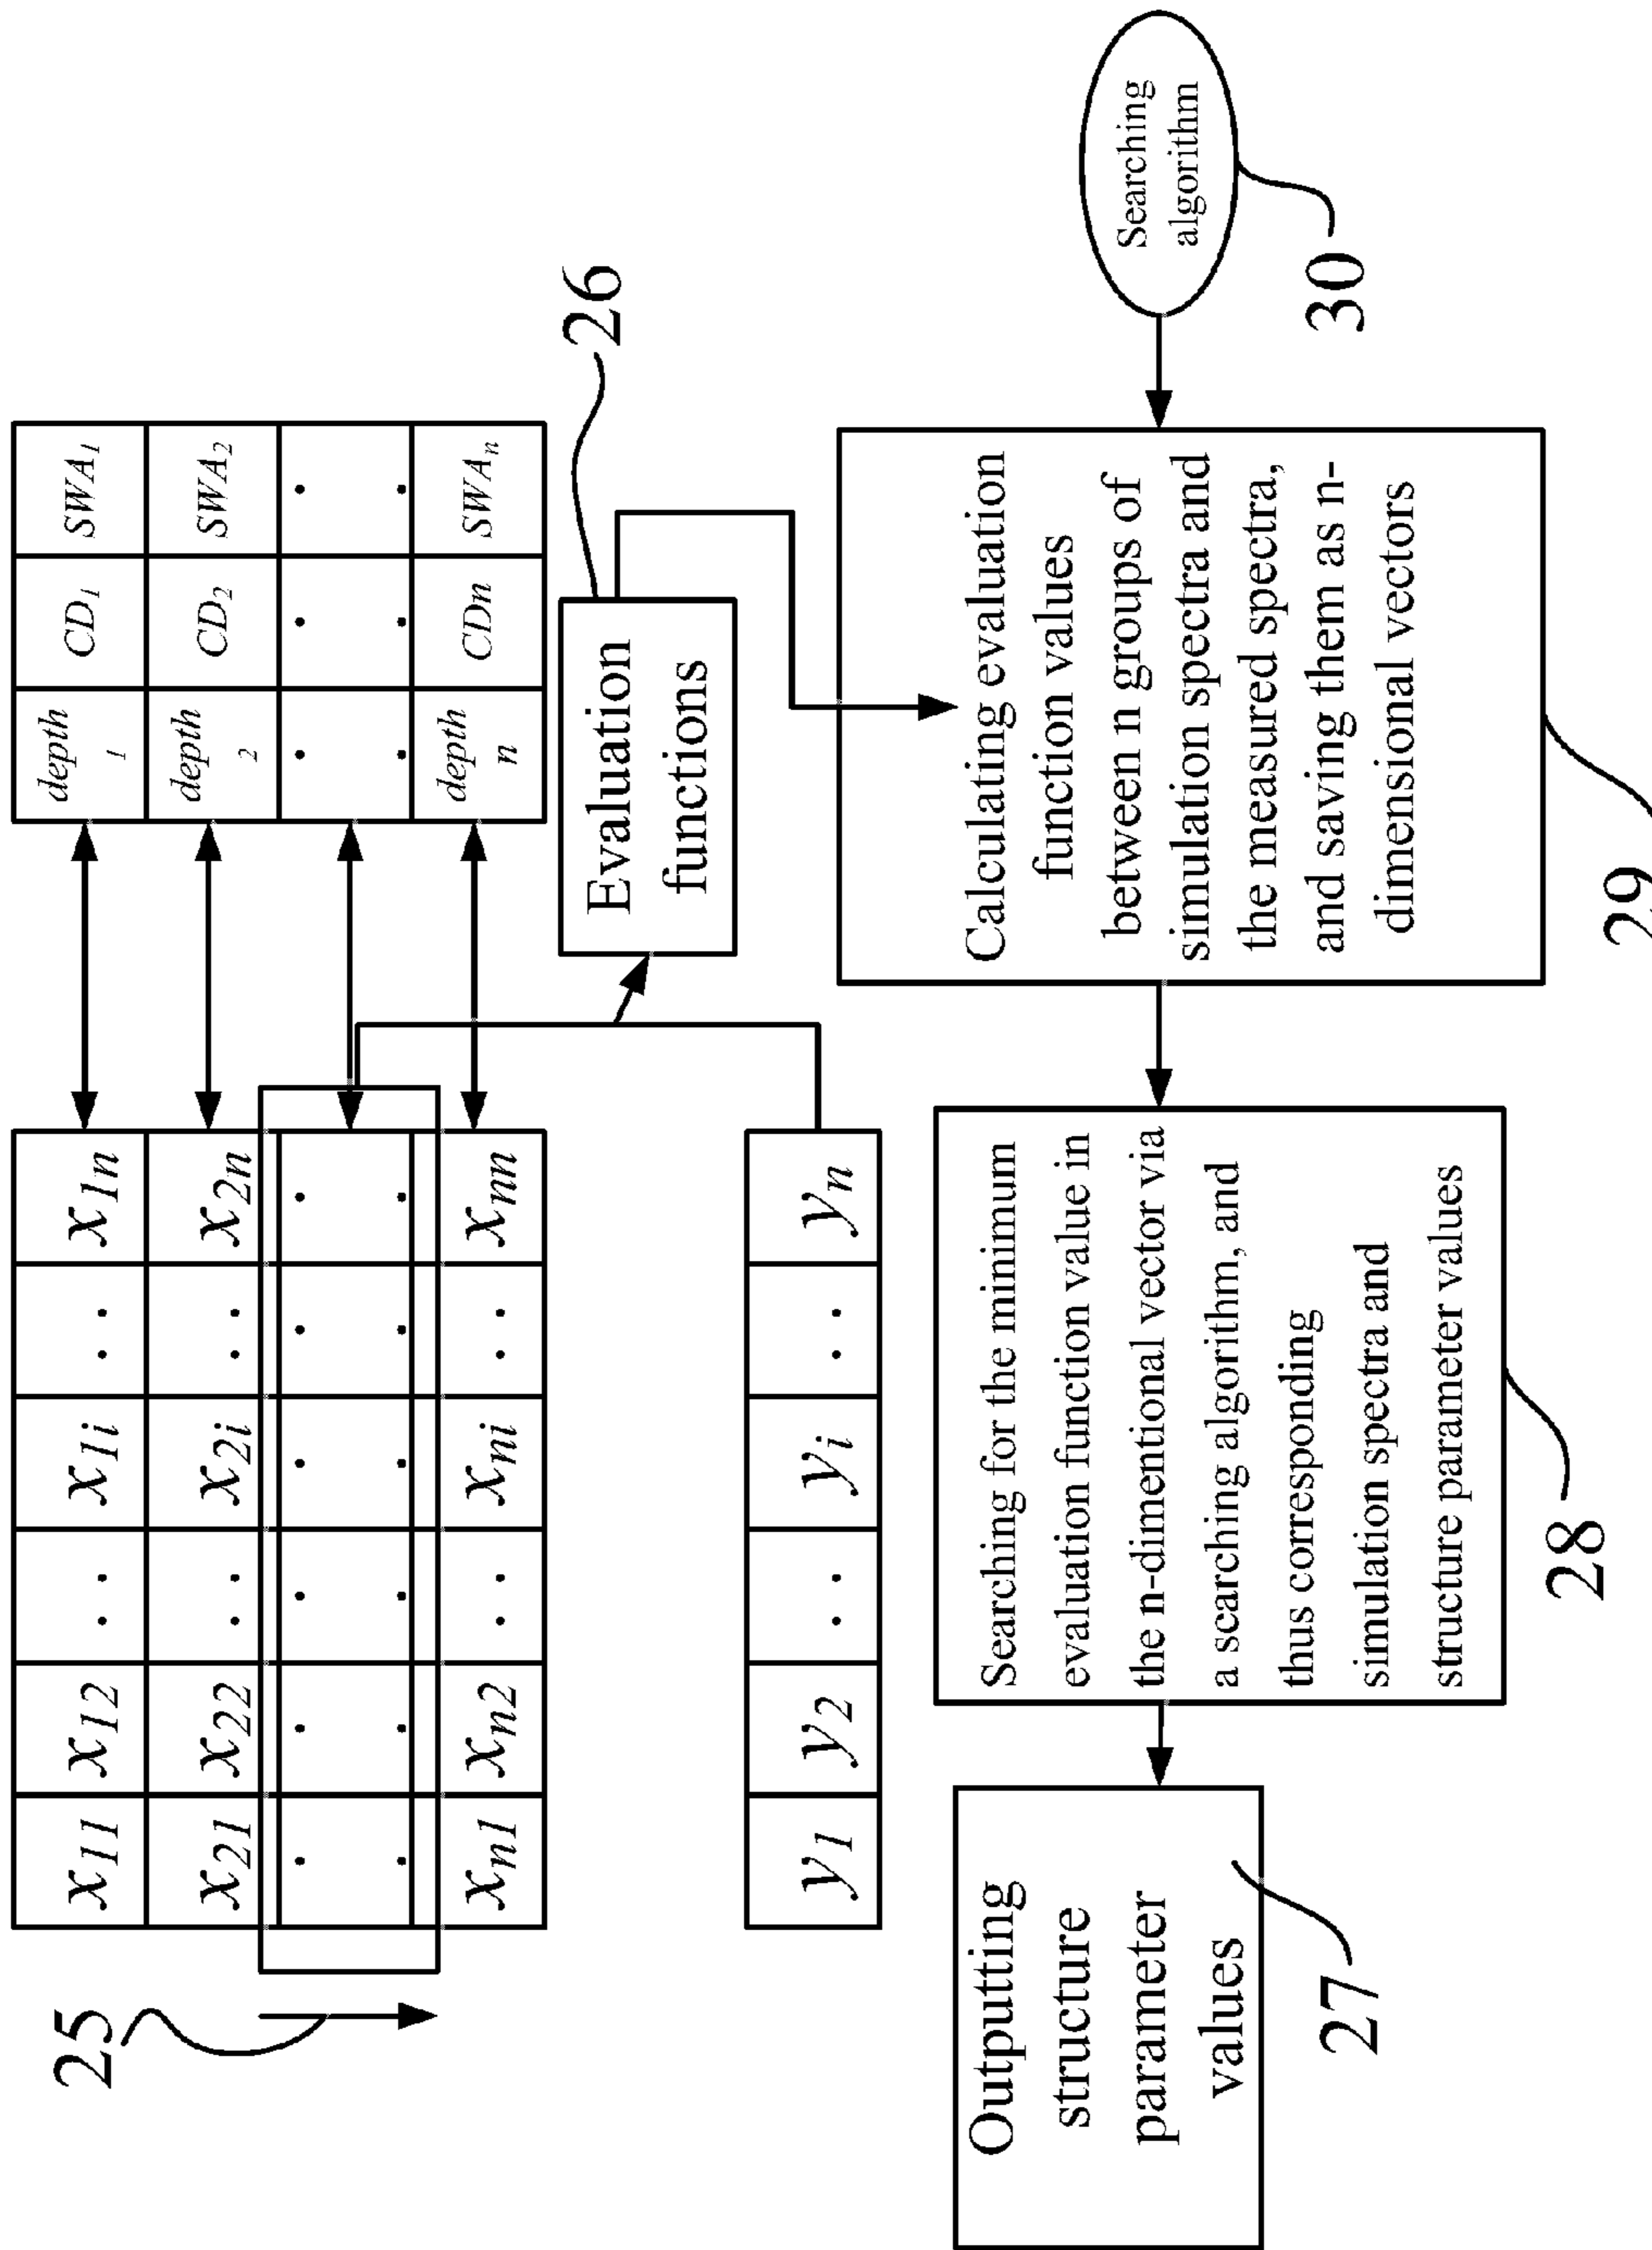 25
x11 x12 . . x1i . . x1n
x21 x22 . . x2i . . x2n
. . . . . .
. . . . . .
xn1 xn2 . . xni . . xnn
depth 1 CD1 SWA1
depth 2 CD2 SWA2
. . .
. . .
depth n CDn SWAn
y1 y2 . . yi . . yn
Evaluation
functions
26
Outputting
structure
parameter
values
27
Searching for the minimum
evaluation function value in
the n-dimentional vector via
a scarching algorithm, and
thus corresponding
simulation spectra and
structure parameter values
28
Calculating evaluation
function values
between n groups of
simulation spectra and
the measured spectra,
and saving them as n-
dimensional vectors
29
Searching
algorithm
30